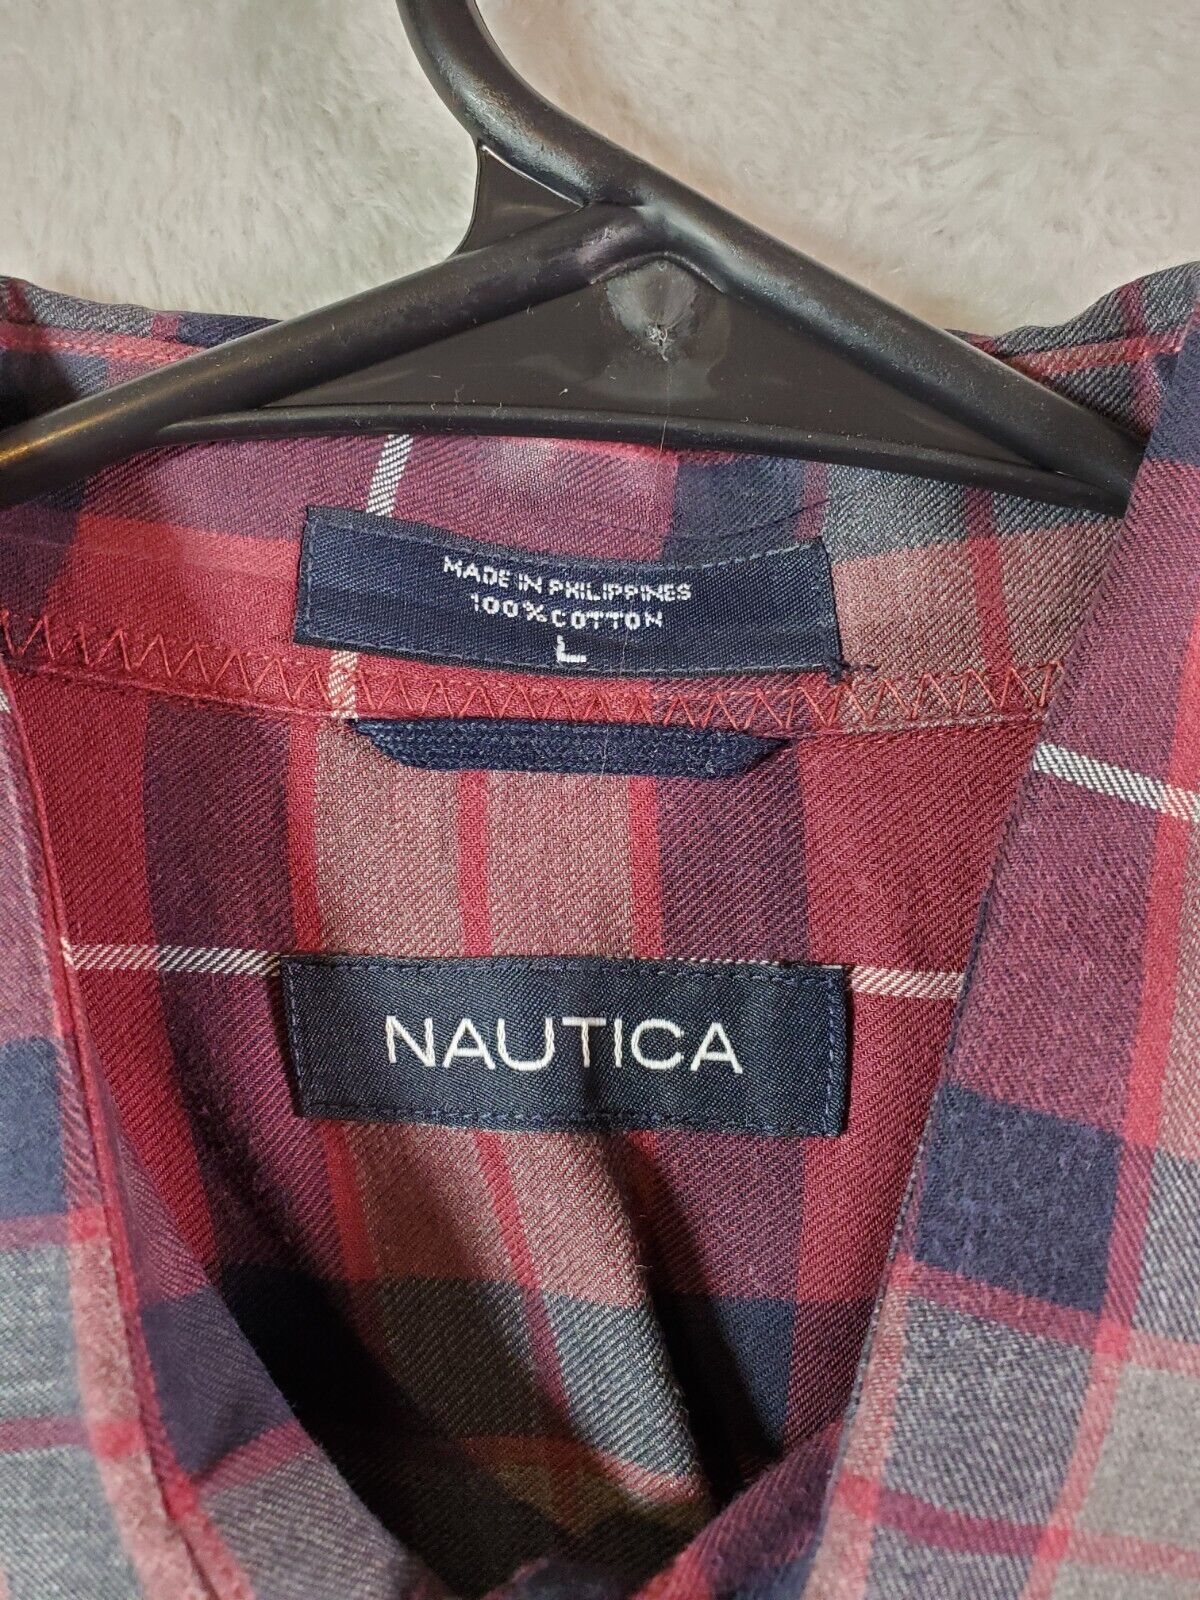 MADE IN PHILIPPINES
100% COTTON
L
NAUTICA